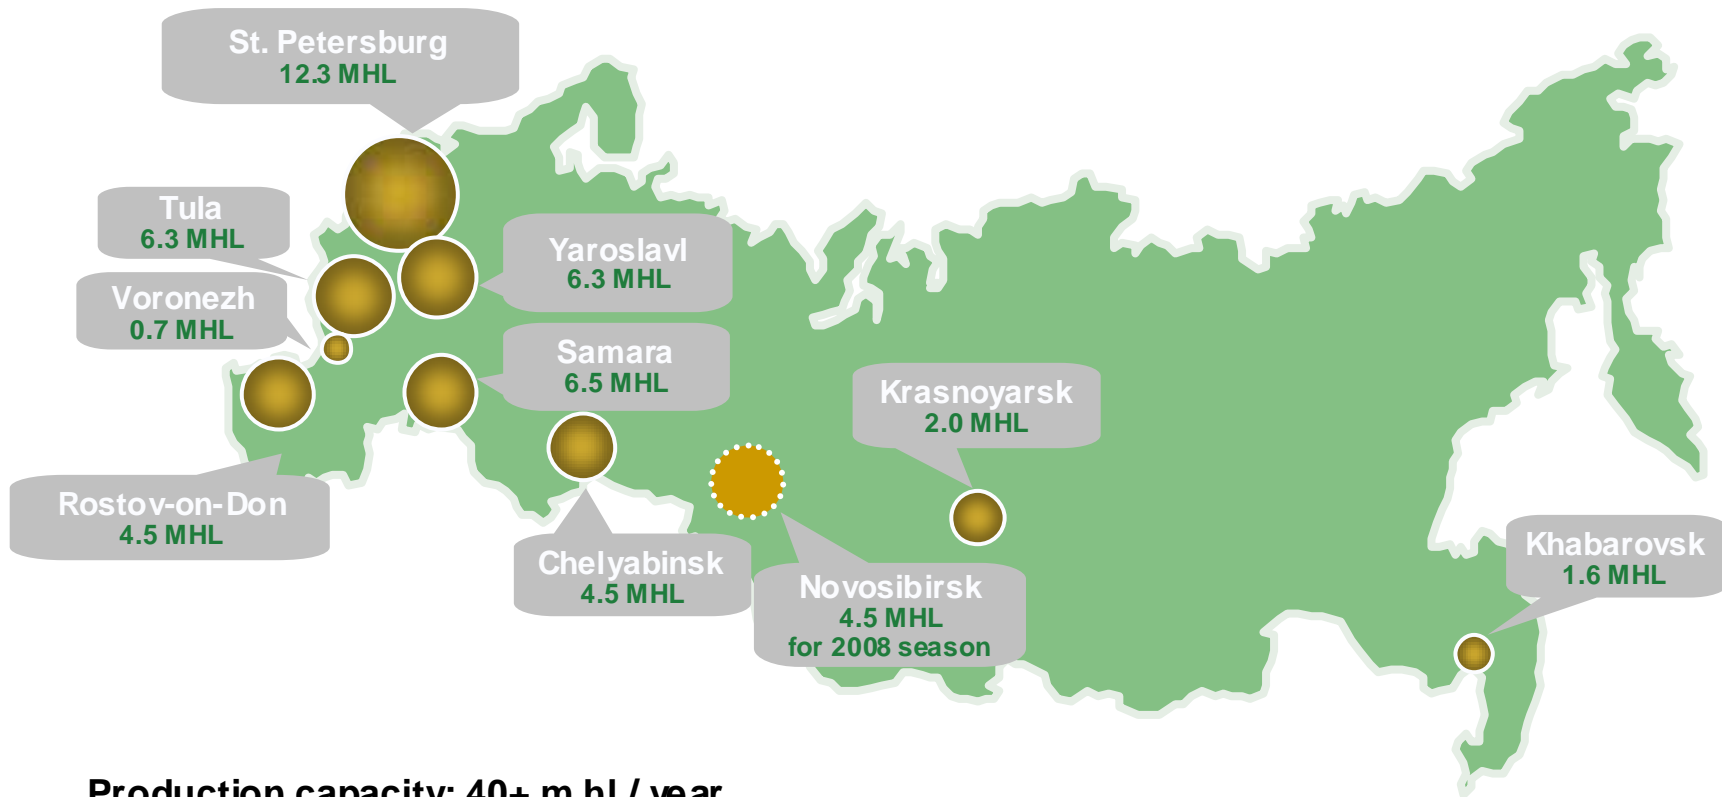 St. Petersburg
12.3 MHL
Tula
6.3 MHL
Yaroslavl
6.3 MHL
Voronezh
0.7 MHL
Samara
6.5 MHL
Krasnoyarsk
2.0 MHL
Rostov-on-Don
4.5 MHL
Chelyabinsk
4.5 MHL
Novosibirsk
4.5 MHL
for 2008 season
Khabarovsk
1.6 MHL
Production capacity: 40+ m hl / year